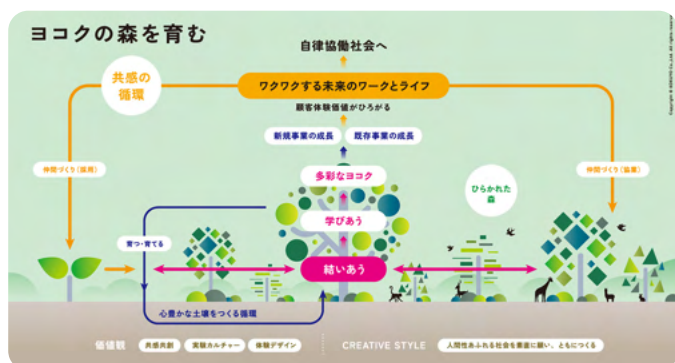 ヨコクの森を育む
自律協働社会へ
共感の
循環
ワクワクする未来のワークとライフ
顧客体験価値がひろがる
新規事業の成長
既存事業の成長
仲間づくり(採用)
仲間づくり(協業)
多彩なヨコク
ひらかれた
森
学びあう
育つ・育てる
結いあう
心豊かな土壌をつくる循環
価値観
共感共創
実験カルチャー
体験デザイン
CREATIVE STYLE
人間性あふれる社会を素直に願い、ともにつくる